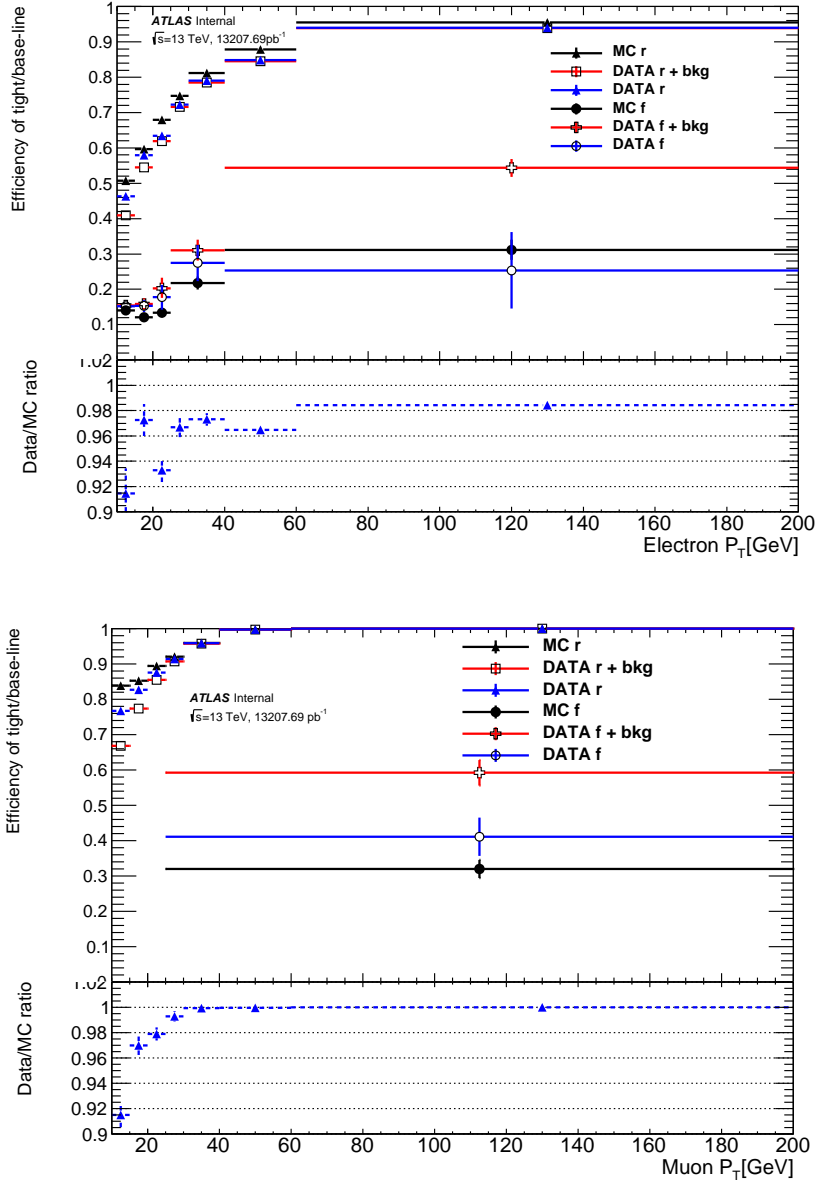 1
0.9
0.8
0.7
0.6
0.5
0.4
0.3
0.2
0.1
Efficiency of tight/base-line
ATLAS Internal
√s=13 TeV, 13207.69pb-1
MC r
DATA r + bkg
DATA r
MC f
DATA f + bkg
DATA f
1.02
1
0.98
0.96
0.94
0.92
0.9
Data/MC ratio
20 40 60 80 100 120 140 160 180 200
Electron PT[GeV]
1
0.9
0.8
0.7
0.6
0.5
0.4
0.3
0.2
0.1
Efficiency of tight/base-line
ATLAS Internal
√s=13 TeV, 13207.69 pb-1
MC r
DATA r + bkg
DATA r
MC f
DATA f + bkg
DATA f
1.02
1
0.98
0.96
0.94
0.92
0.9
Data/MC ratio
20 40 60 80 100 120 140 160 180 200
Muon PT[GeV]